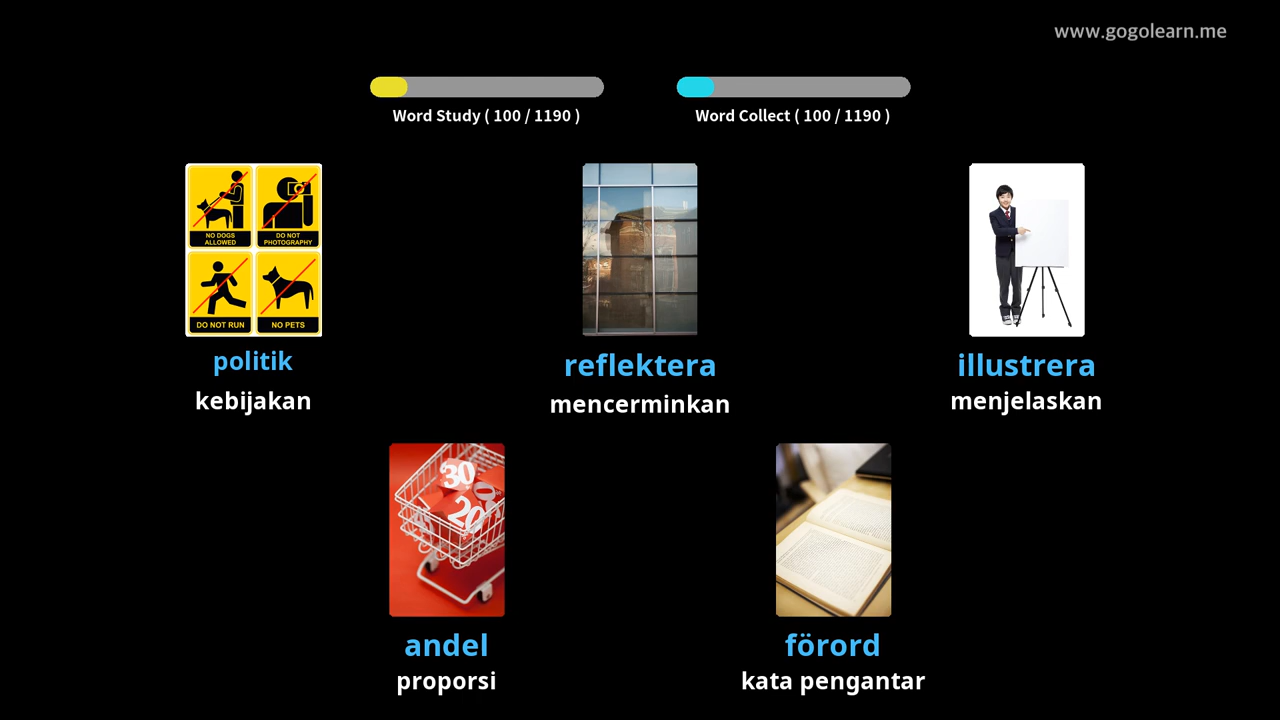 www.gogolearn.me
Word Study ( 100 / 1190 )
Word Collect ( 100 / 1190 )
NO DOGS
ALLOWED
DO NOT
PHOTOGRAPHY
DO NOT RUN
NO PETS
politik
kebijakan
reflektera
mencerminkan
illustrera
menjelaskan
30
20
andel
proporsi
förord
kata pengantar